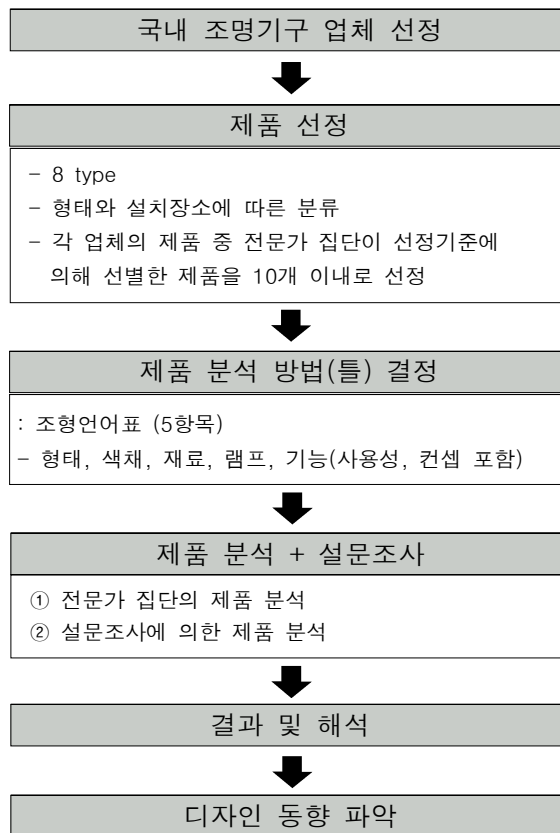 국내 조명기구 업체 선정
제품 선정
- 8 type
- 형태와 설치장소에 따른 분류
- 각 업체의 제품 중 전문가 집단이 선정기준에
의해 선별한 제품을 10개 이내로 선정
제품 분석 방법(틀) 결정
: 조형언어표 (5항목)
- 형태, 색채, 재료, 램프, 기능(사용성, 컨셉 포함)
제품 분석 + 설문조사
① 전문가 집단의 제품 분석
② 설문조사에 의한 제품 분석
결과 및 해석
디자인 동향 파악